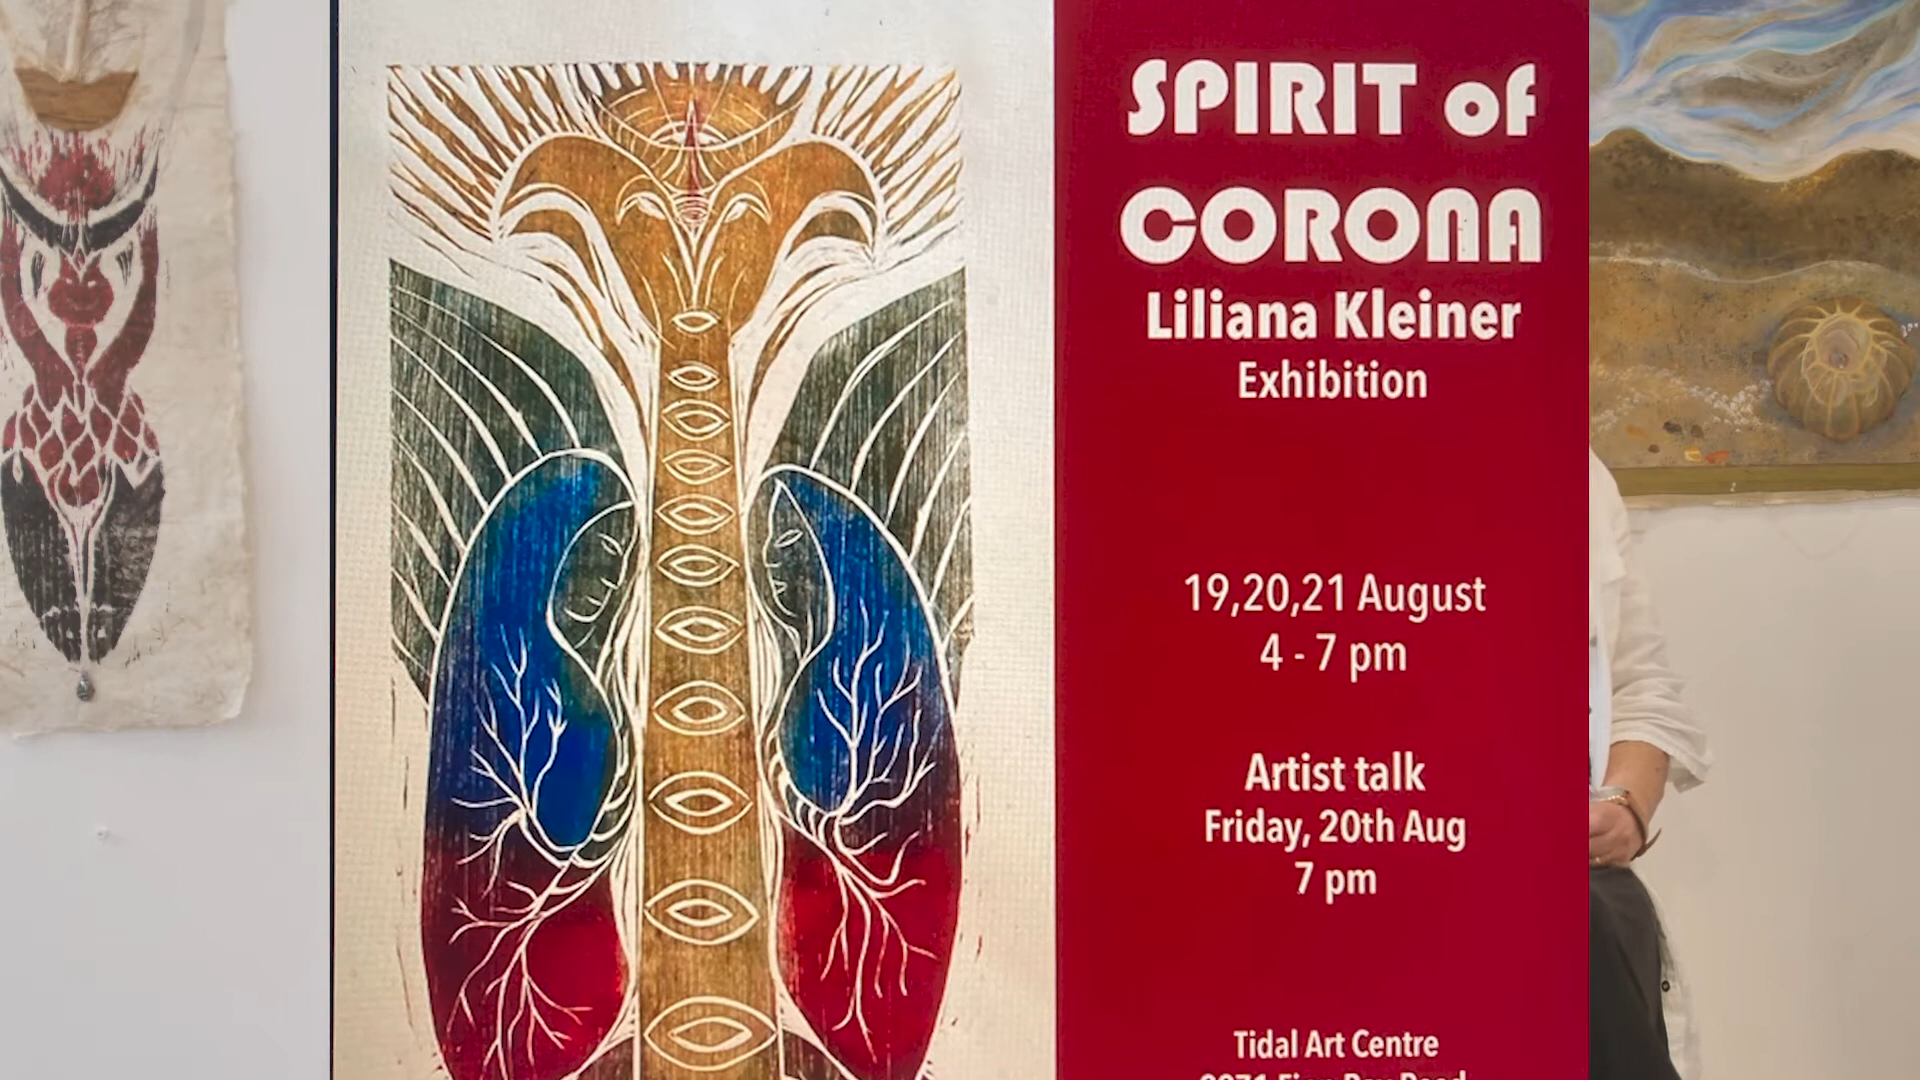 SPIRIT of
CORONA
Liliana Kleiner
Exhibition
19,20,21 August
4 - 7 pm
Artist talk
Friday, 20th Aug
7 pm
Tidal Art Centre